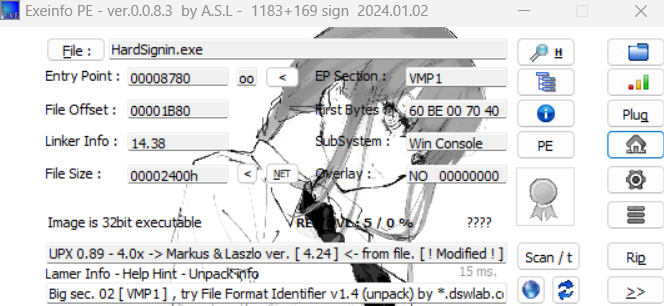 Exeinfo PE - ver.0.0.8.3 by A.S.L - 1183+169 sign 2024.01.02
File : HardSignin.exe H
Entry Point : 00008780 oo < EP Section : VMP1
File Offset : 00001B80 First Bytes : 60 BE 00 70 40 Plug
Linker Info : 14.38 SubSystem : Win Console PE
File Size : 00002400h < NET Overlay : NO 00000000
Image is 32bit executable 5 / 0 % ????
UPX 0.89 - 4.0x -> Markus & Laszlo ver. [ 4.24 ] <- from file. [ ! Modified ! ] Scan / t Rip
Lamer Info - Help Hint - Unpack info 15 ms.
Big sec. 02 [ VMP1 ] , try File Format Identifier v1.4 (unpack) by *.dswlab.co >>